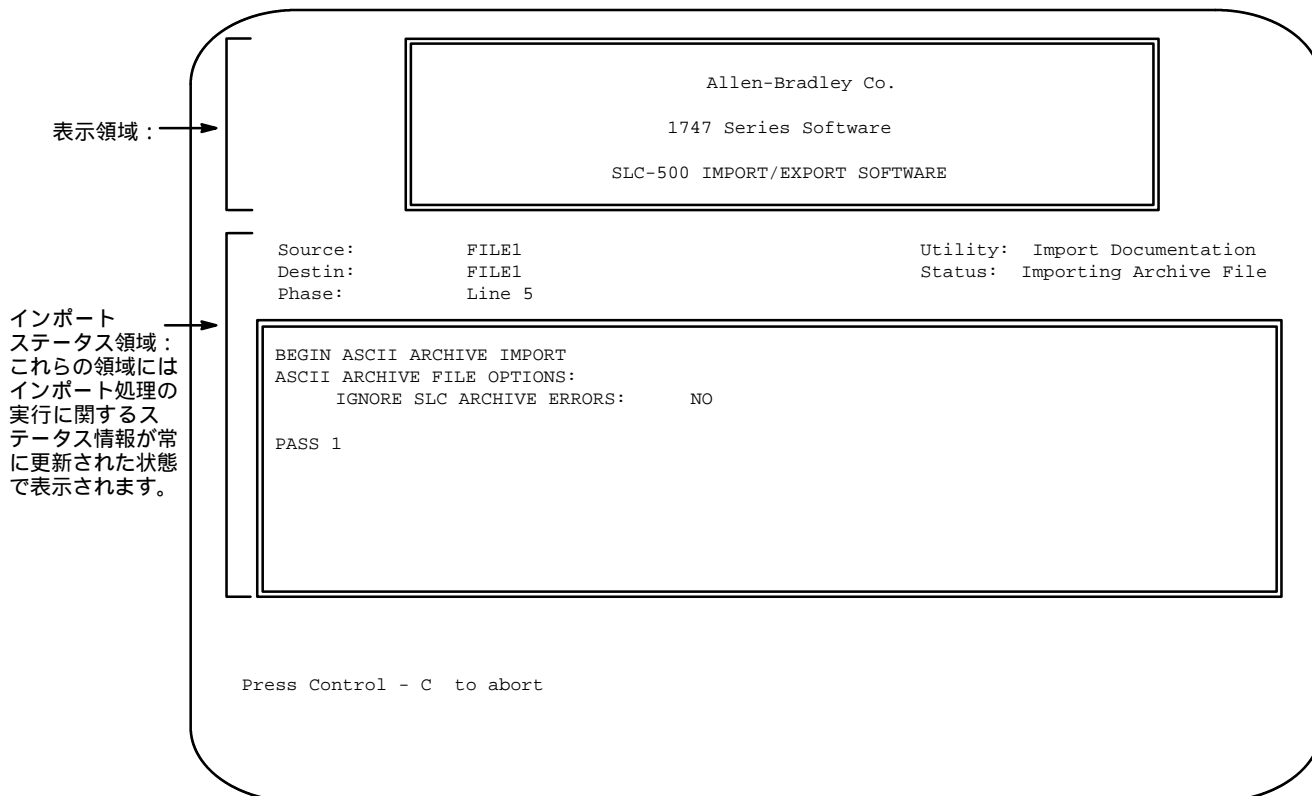 Allen-Bradley Co.
1747 Series Software
SLC-500 IMPORT/EXPORT SOFTWARE
表示領域：
Source: FILE1 Utility: Import Documentation
Destin: FILE1 Status: Importing Archive File
Phase: Line 5
インポート
ステータス領域：
これらの領域には
インポート処理の
実行に関するス
テータス情報が常
に更新された状態
で表示されます。
BEGIN ASCII ARCHIVE IMPORT
ASCII ARCHIVE FILE OPTIONS:
IGNORE SLC ARCHIVE ERRORS: NO
PASS 1
Press Control - C to abort